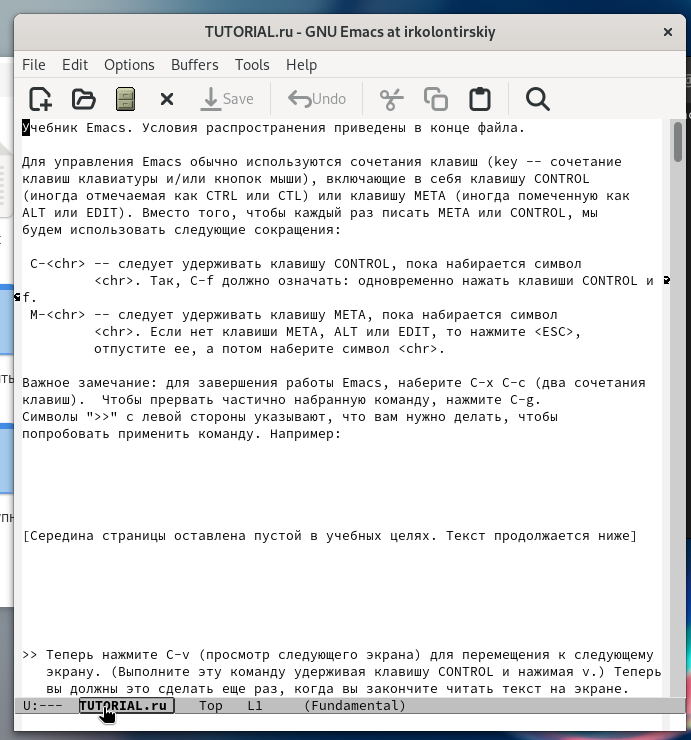 TUTORIAL.ru - GNU Emacs at irkolontirskiy
File Edit Options Buffers Tools Help
Save Undo
Учебник Emacs. Условия распространения приведены в конце файла.
Для управления Emacs обычно используются сочетания клавиш (key -- сочетание
клавиш клавиатуры и/или кнопок мыши), включающие в себя клавишу CONTROL
(иногда отмечаемая как CTRL или CTL) или клавишу META (иногда помеченную как
ALT или EDIT). Вместо того, чтобы каждый раз писать META или CONTROL, мы
будем использовать следующие сокращения:
C-<chr> -- следует удерживать клавишу CONTROL, пока набирается символ
<chr>. Так, C-f должно означать: одновременно нажать клавиши CONTROL и
f.
M-<chr> -- следует удерживать клавишу META, пока набирается символ
<chr>. Если нет клавиши META, ALT или EDIT, то нажмите <ESC>,
отпустите ее, а потом наберите символ <chr>.
Важное замечание: для завершения работы Emacs, наберите C-x C-c (два сочетания
клавиш).  Чтобы прервать частично набранную команду, нажмите C-g.
Символы ">>" с левой стороны указывают, что вам нужно делать, чтобы
попробовать применить команду. Например:
[Середина страницы оставлена пустой в учебных целях. Текст продолжается ниже]
>> Теперь нажмите C-v (просмотр следующего экрана) для перемещения к следующему
экрану. (Выполните эту команду удерживая клавишу CONTROL и нажимая v.) Теперь
вы должны это сделать еще раз, когда вы закончите читать текст на экране.
U:--- TUTORIAL.ru Top L1 (Fundamental)